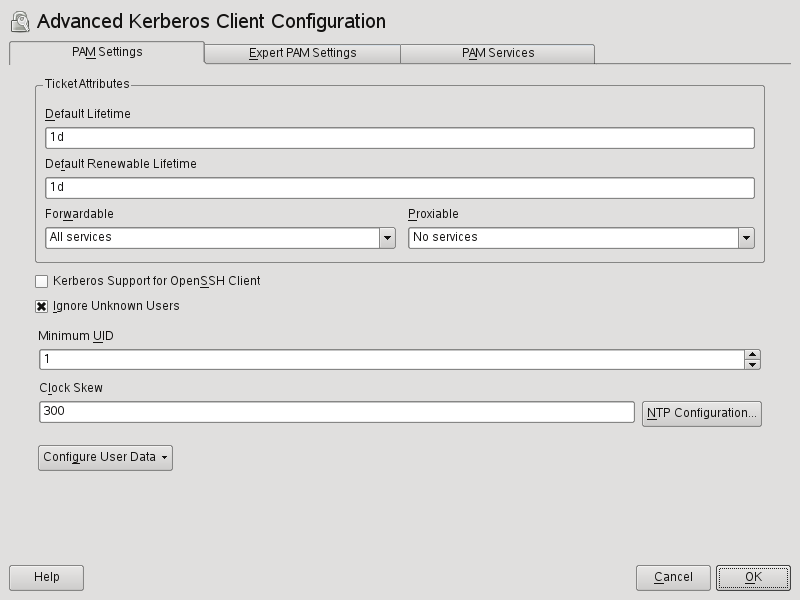 Advanced Kerberos Client Configuration
PAM Settings
Expert PAM Settings
PAM Services
Ticket Attributes
Default Lifetime
1d
Default Renewable Lifetime
1d
Forwardable
Proxiable
All services
No services
Kerberos Support for OpenSSH Client
Ignore Unknown Users
Minimum UID
1
Clock Skew
300
NTP Configuration...
Configure User Data
Help
Cancel
OK